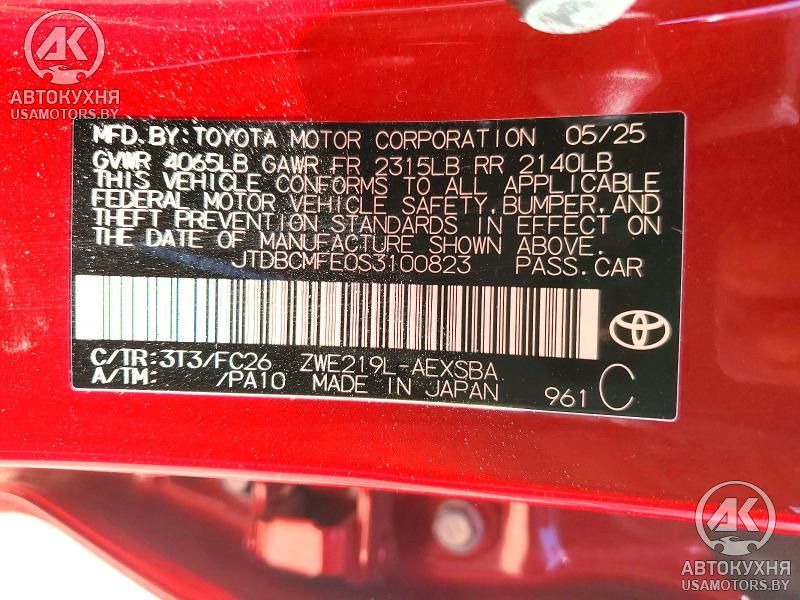 AK
АВТОКУХНЯ
USAMOTORS.BY
MFD. BY: TOYOTA MOTOR CORPORATION 05/25
GVWR 4065LB GAWR FR 2315LB RR 2140LB
THIS VEHICLE CONFORMS TO ALL APPLICABLE
FEDERAL MOTOR VEHICLE SAFETY, BUMPER, AND
THEFT PREVENTION STANDARDS IN EFFECT ON
THE DATE OF MANUFACTURE SHOWN ABOVE.
JTDBCMFE0S3100823 PASS. CAR
C/TR: 3T3/FC26 ZWE219L-AEXSBA
A/TM: /PA10 MADE IN JAPAN 961 C
AK
АВТОКУХНЯ
USAMOTORS.BY